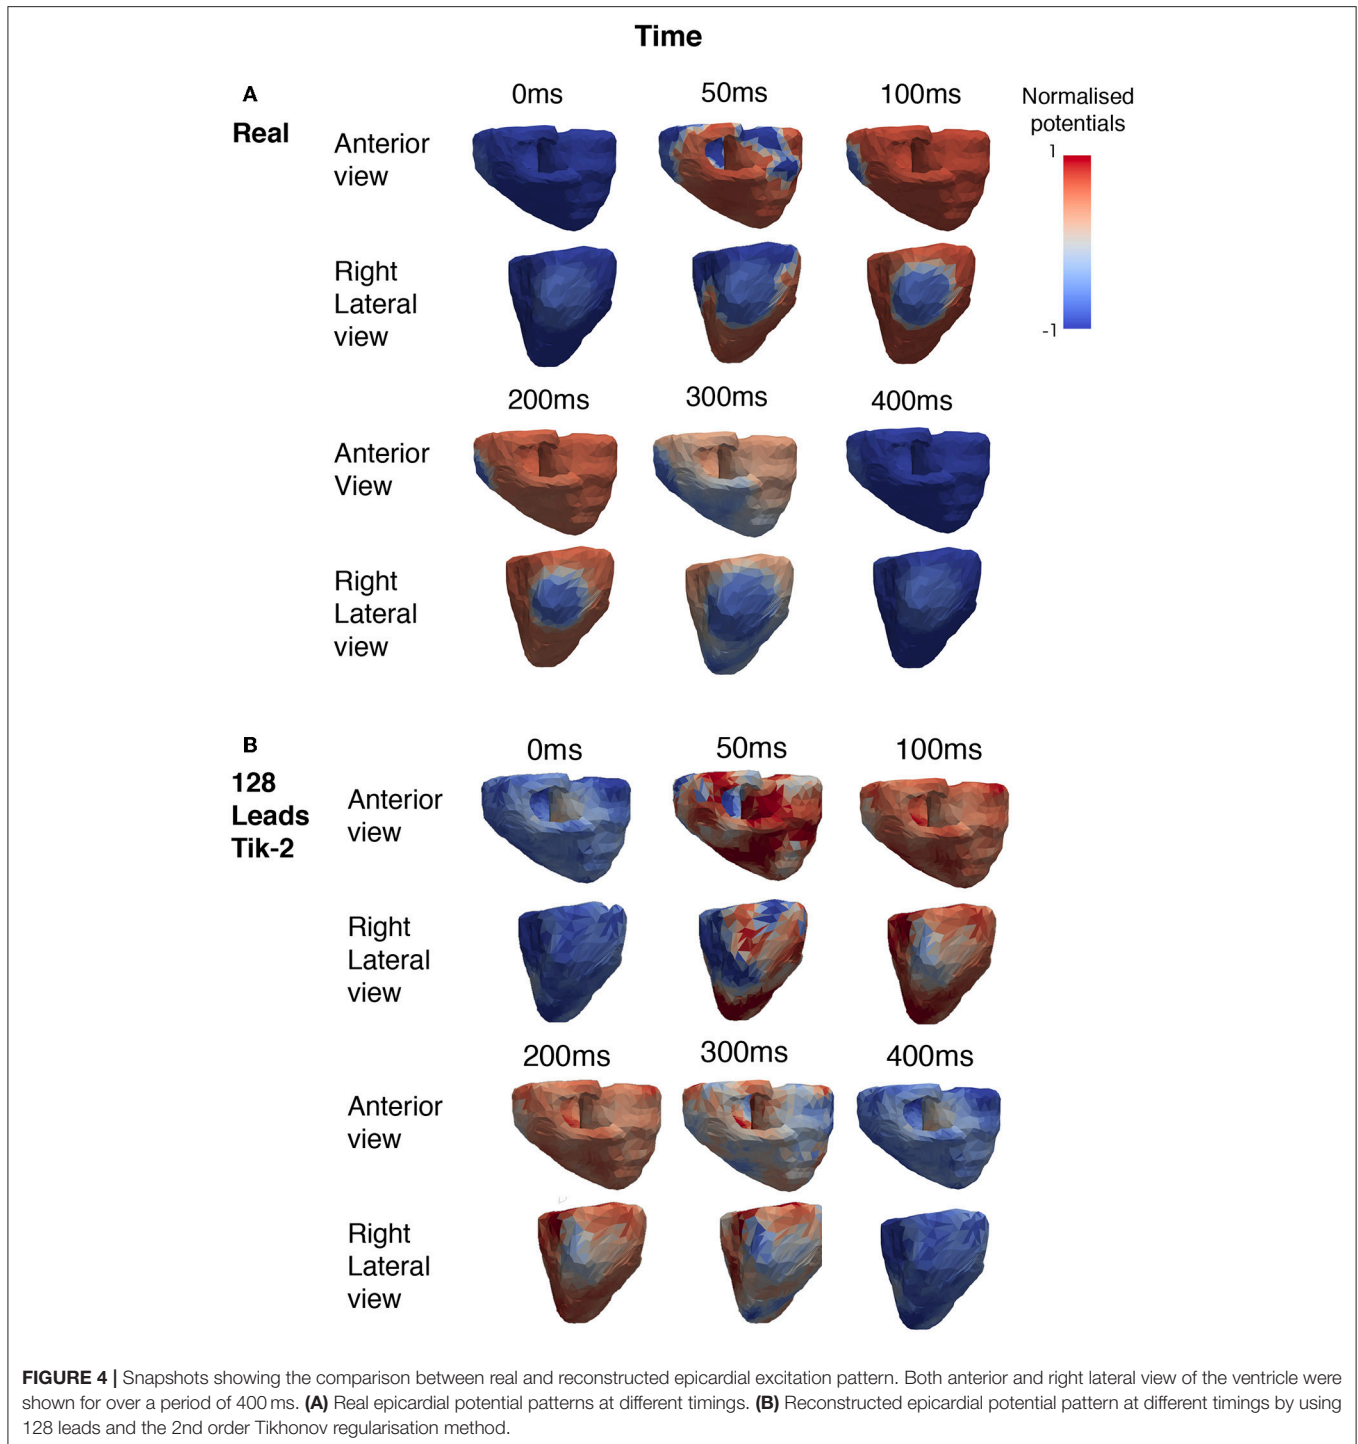 Time
A
Real
0ms
50ms
100ms
Normalised
potentials
1
-1
Anterior
view
Right
Lateral
view
200ms
300ms
400ms
Anterior
View
Right
Lateral
view
B
128
Leads
Tik-2
0ms
50ms
100ms
Anterior
view
Right
Lateral
view
200ms
300ms
400ms
Anterior
view
Right
Lateral
view
FIGURE 4 | Snapshots showing the comparison between real and reconstructed epicardial excitation pattern. Both anterior and right lateral view of the ventricle were
shown for over a period of 400 ms. (A) Real epicardial potential patterns at different timings. (B) Reconstructed epicardial potential pattern at different timings by using
128 leads and the 2nd order Tikhonov regularisation method.